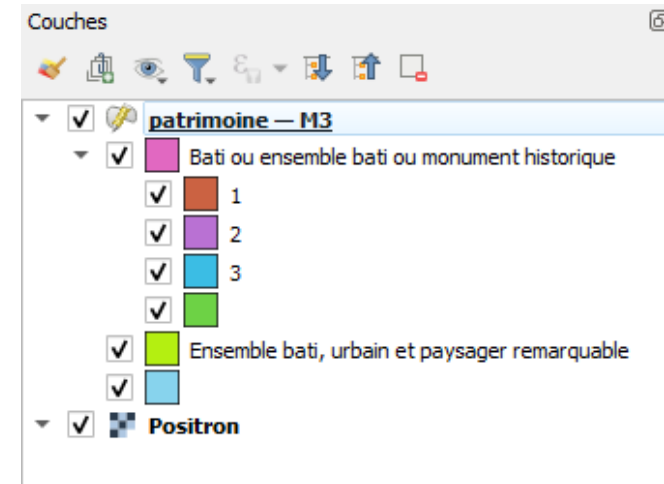 Couches
patrimoine — M3
Bati ou ensemble bati ou monument historique
1
2
3
Ensemble bati, urbain et paysager remarquable
Positron